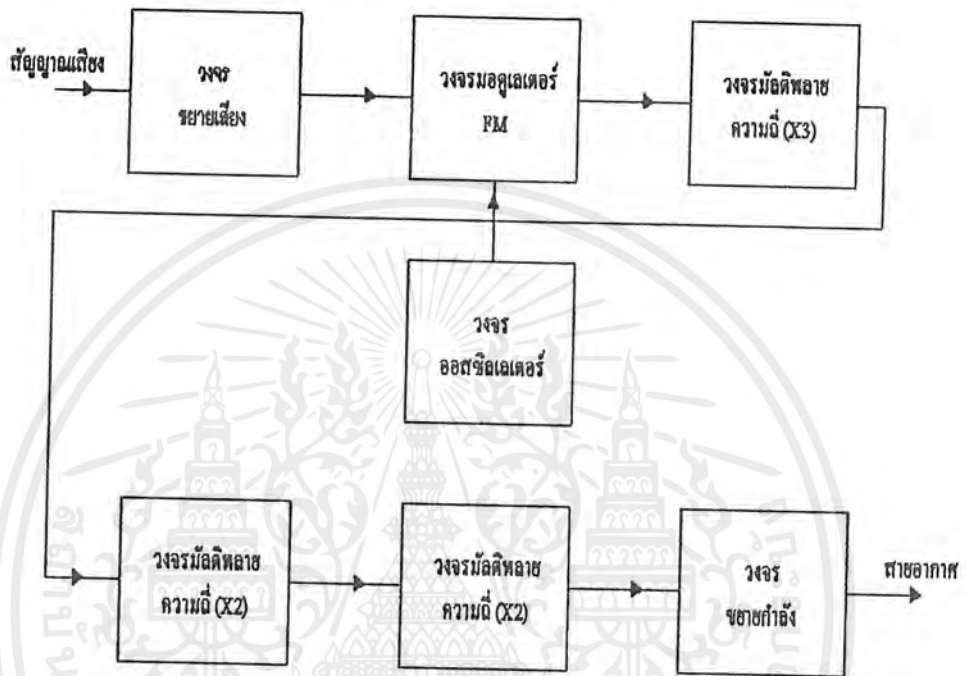 สัญญาณเสียง
วงจร
ขยายเสียง
วงจรมอดูเลเตอร์
FM
วงจรมัลติพลาย
ความถี่ (X3)
วงจร
ออสซิลเลเตอร์
วงจรมัลติพลาย
ความถี่ (X2)
วงจรมัลติพลาย
ความถี่ (X2)
วงจร
ขยายกำลัง
สายอากาศ